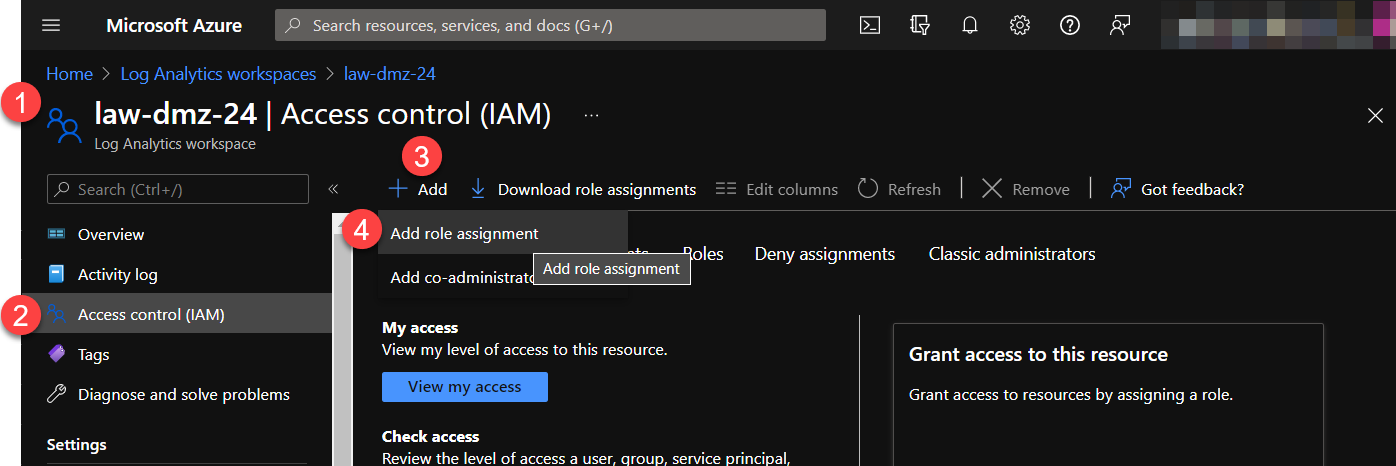 Microsoft Azure
Search resources, services, and docs (G+/)
Home > Log Analytics workspaces > law-dmz-24
1
law-dmz-24 | Access control (IAM) ...
Log Analytics workspace
3
Search (Ctrl+/)
«
+ Add
Download role assignments
Edit columns
Refresh
Remove
Got feedback?
4
Add role assignment
Overview
Roles
Deny assignments
Classic administrators
Add role assignment
Activity log
Add co-administrato
2
Access control (IAM)
My access
View my level of access to this resource.
Tags
Grant access to this resource
View my access
Diagnose and solve problems
Grant access to resources by assigning a role.
Check access
Settings
Review the level of access a user, group, service principal,